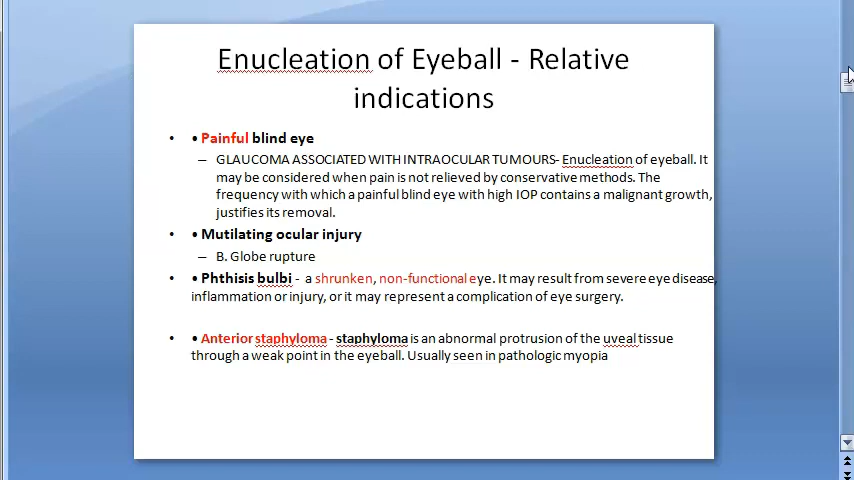 Enucleation of Eyeball - Relative
indications
• • Painful blind eye
– GLAUCOMA ASSOCIATED WITH INTRAOCULAR TUMOURS- Enucleation of eyeball. It
may be considered when pain is not relieved by conservative methods. The
frequency with which a painful blind eye with high IOP contains a malignant growth,
justifies its removal.
• • Mutilating ocular injury
– B. Globe rupture
• • Phthisis bulbi - a shrunken, non-functional eye. It may result from severe eye disease,
inflammation or injury, or it may represent a complication of eye surgery.
• • Anterior staphyloma - staphyloma is an abnormal protrusion of the uveal tissue
through a weak point in the eyeball. Usually seen in pathologic myopia